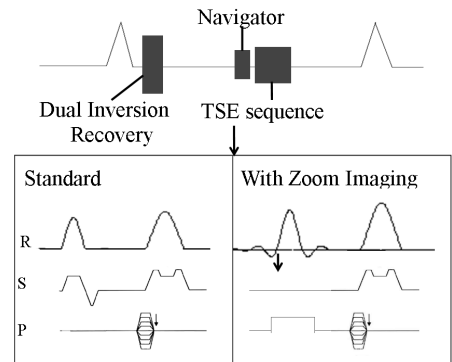 Navigator
Dual Inversion
Recovery
TSE sequence
Standard
With Zoom Imaging
R
S
P